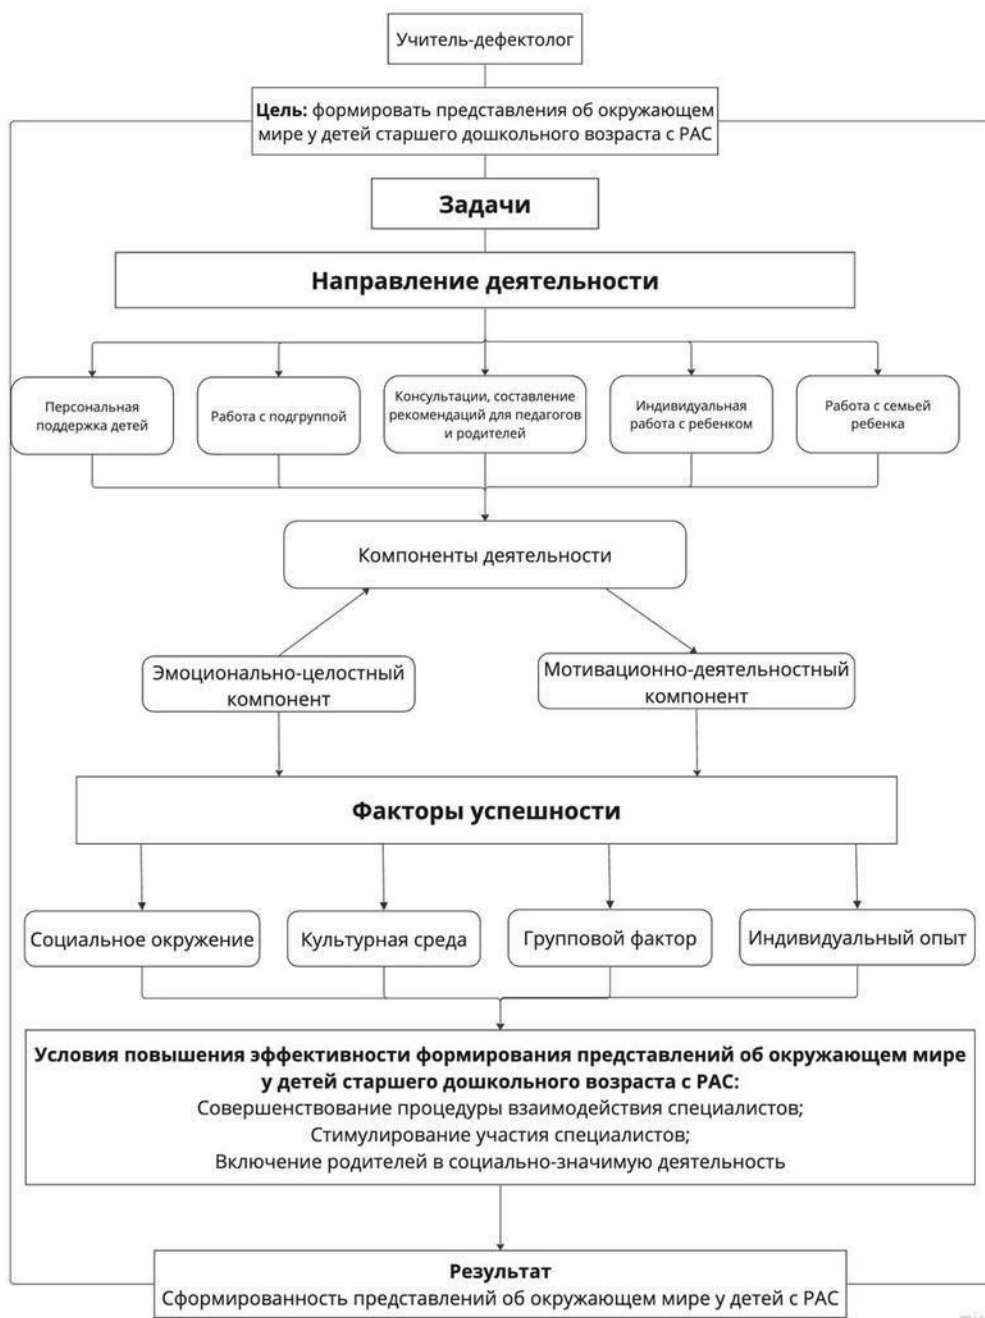 Учитель-дефектолог
Цель: формировать представления об окружающем
мире у детей старшего дошкольного возраста с РАС
Задачи
Направление деятельности
Персональная
поддержка детей
Работа с подгруппой
Консультации, составление
рекомендаций для педагогов
и родителей
Индивидуальная
работа с ребенком
Работа с семьей
ребенка
Компоненты деятельности
Эмоционально-целостный
компонент
Мотивационно-деятельностный
компонент
Факторы успешности
Социальное окружение
Культурная среда
Групповой фактор
Индивидуальный опыт
Условия повышения эффективности формирования представлений об окружающем мире
у детей старшего дошкольного возраста с РАС:
Совершенствование процедуры взаимодействия специалистов;
Стимулирование участия специалистов;
Включение родителей в социально-значимую деятельность
Результат
Сформированность представлений об окружающем мире у детей с РАС